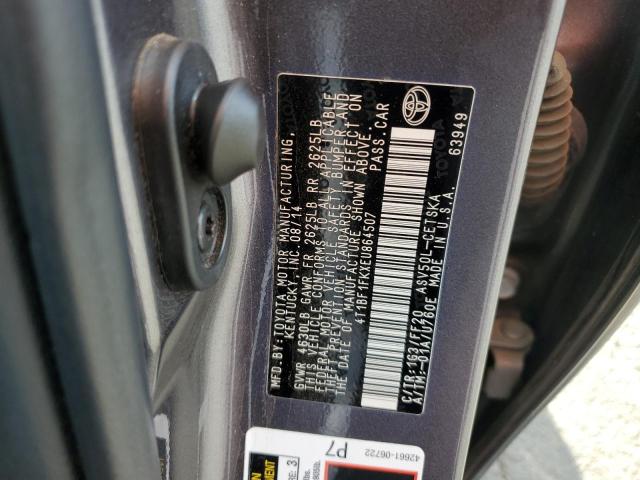 MFD. BY: TOYOTA MOTOR MANUFACTURING,
KENTUCKY, INC. 08/14
GVWR 4630LB GAWR FR 2625LB RR 2625LB
THIS VEHICLE CONFORMS TO ALL APPLICABLE
FEDERAL MOTOR VEHICLE SAFETY, BUMPER AND
THEFT PREVENTION STANDARDS IN EFFECT ON
THE DATE OF MANUFACTURE SHOWN ABOVE.
4T1BF1FKXEU864507 PASS. CAR
C/TR: 1G3/FF20 ASV50L-CETSKA
A/TM: -01A/U760E MADE IN U.S.A.
63949
P7
42661-06722